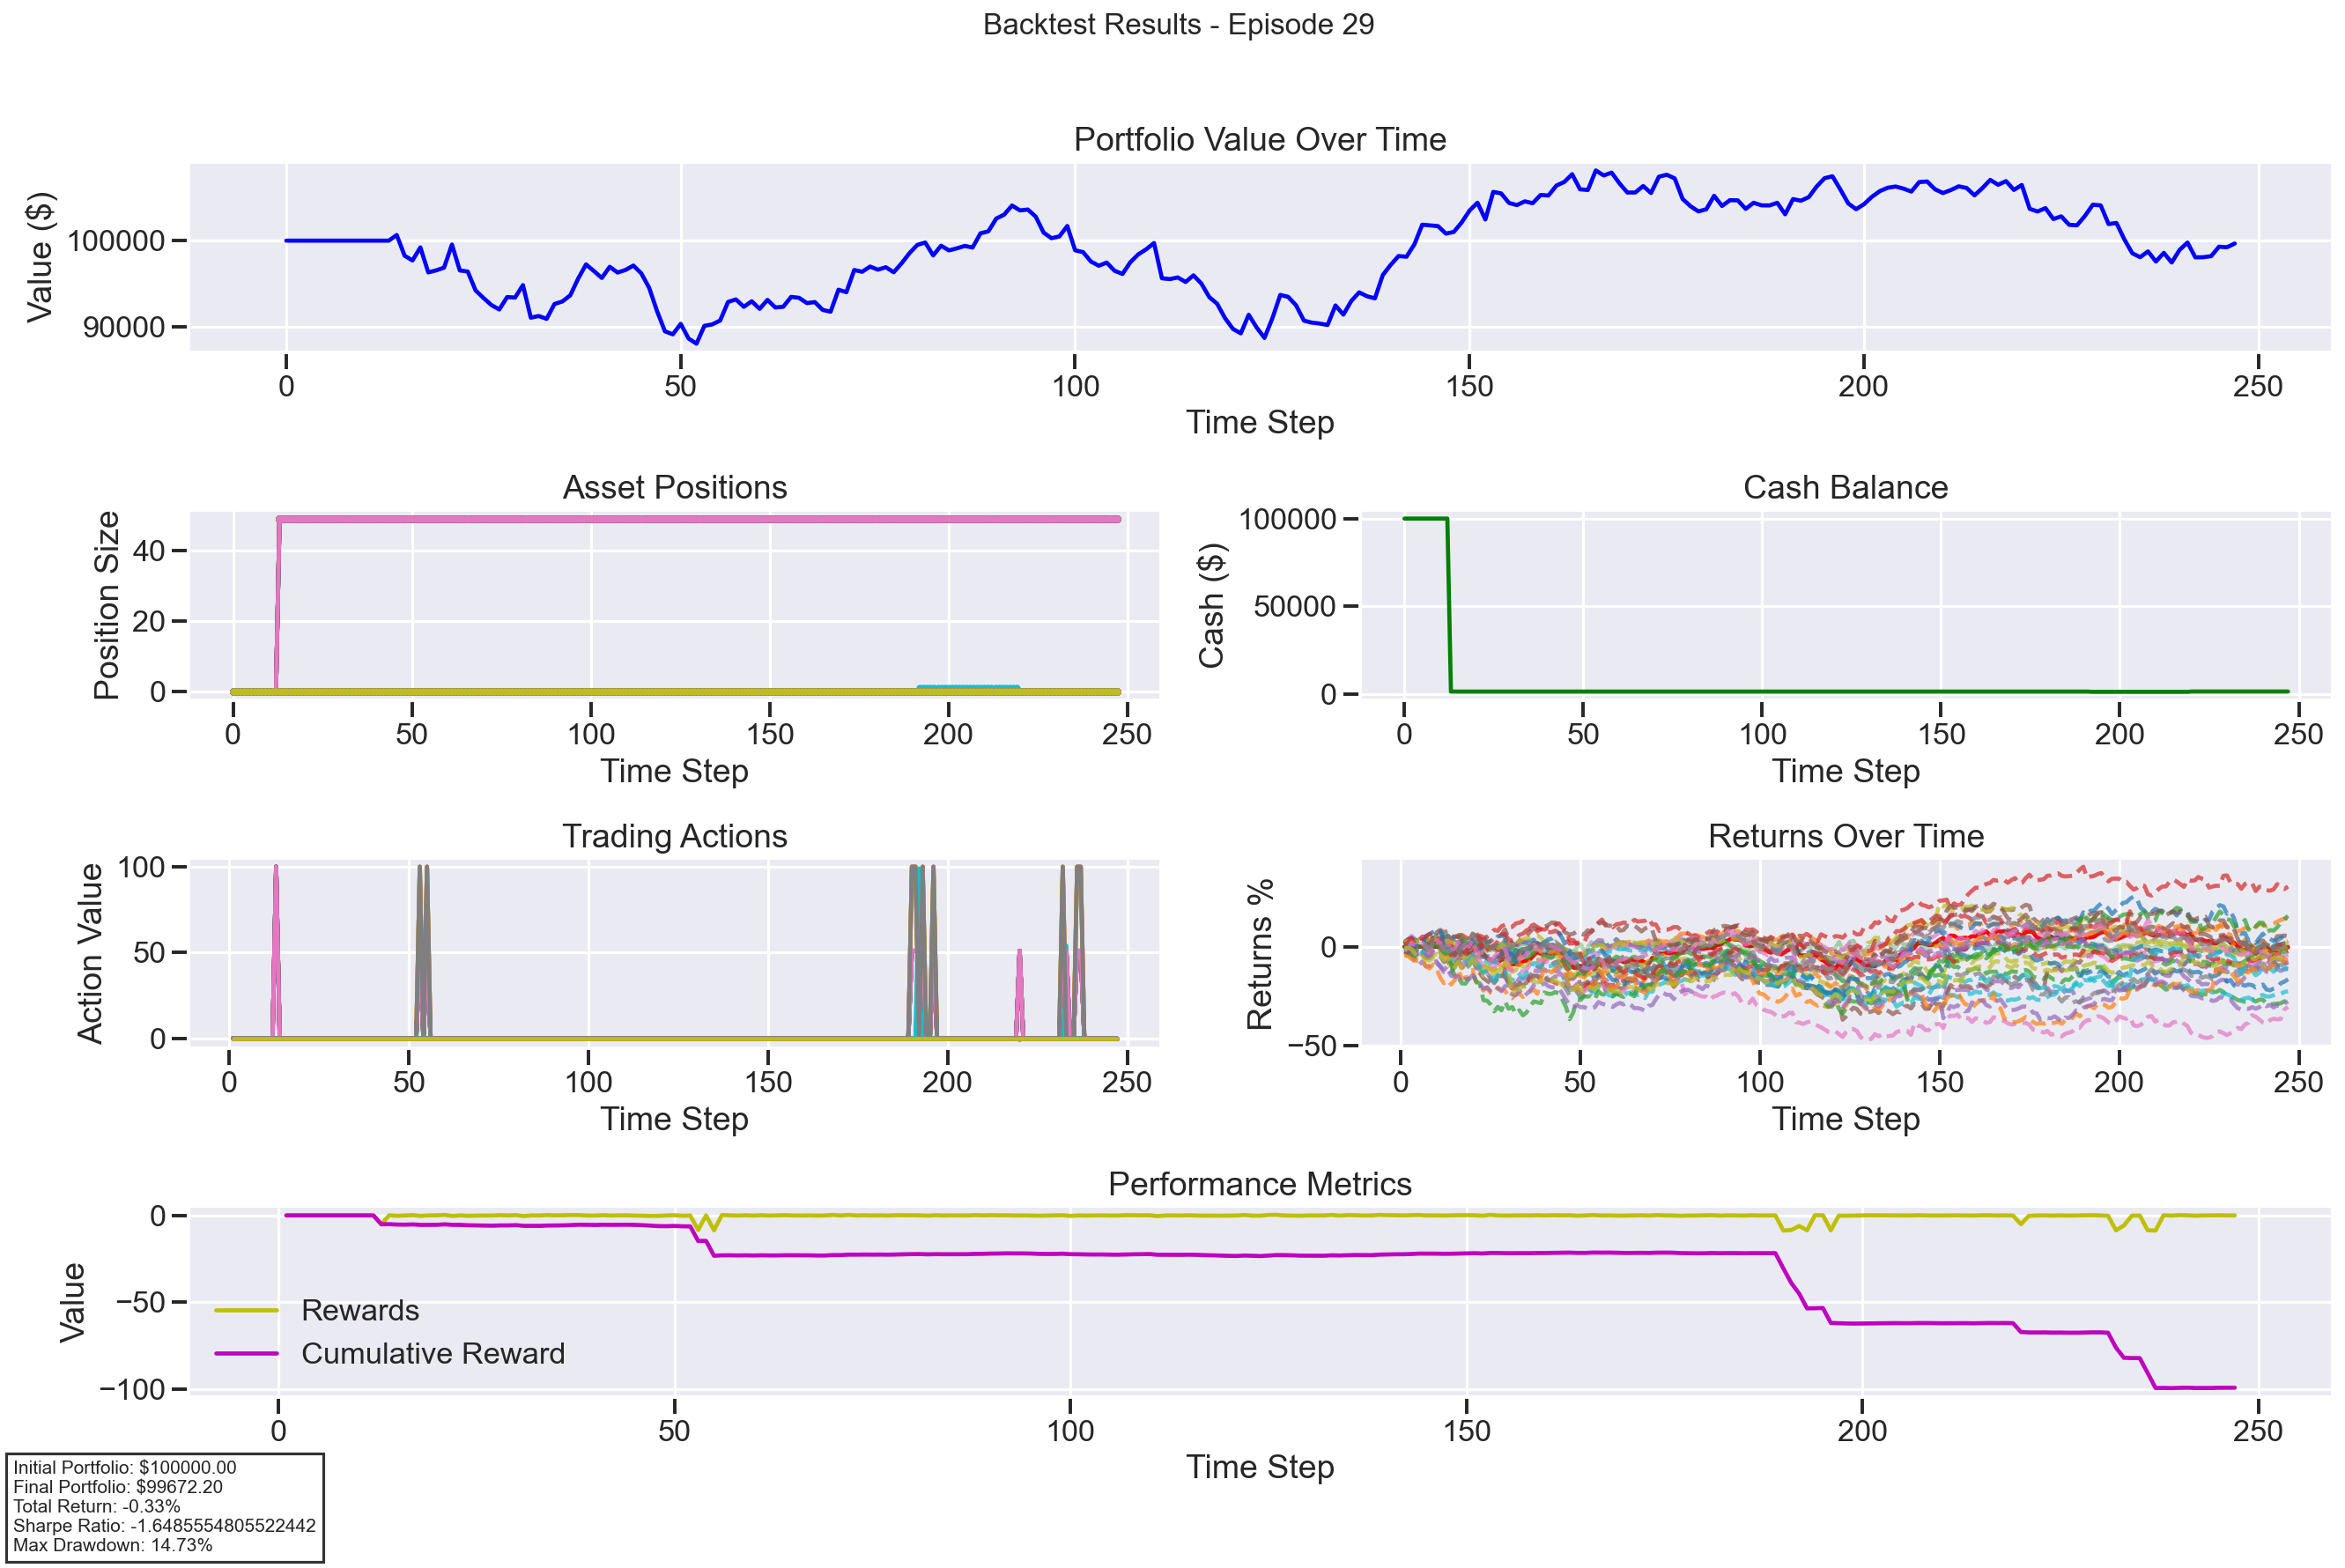 Backtest Results - Episode 29
Portfolio Value Over Time
Value ($)
100000
90000
0 50 100 150 200 250
Time Step
Asset Positions
Position Size
40
20
0
0 50 100 150 200 250
Time Step
Cash Balance
Cash ($)
100000
50000
0
0 50 100 150 200 250
Time Step
Trading Actions
Action Value
100
50
0
0 50 100 150 200 250
Time Step
Returns Over Time
Returns %
0
−50
0 50 100 150 200 250
Time Step
Performance Metrics
Value
0
−50
−100
Rewards
Cumulative Reward
0 50 100 150 200 250
Time Step
Initial Portfolio: $100000.00
Final Portfolio: $99672.20
Total Return: -0.33%
Sharpe Ratio: -1.6485554805522442
Max Drawdown: 14.73%